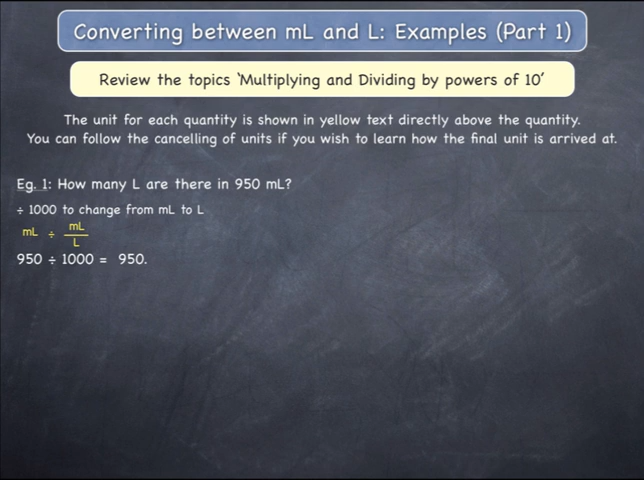 Converting between mL and L: Examples (Part 1)
Review the topics ‘Multiplying and Dividing by powers of 10’
The unit for each quantity is shown in yellow text directly above the quantity.
You can follow the cancelling of units if you wish to learn how the final unit is arrived at.
Eg. 1: How many L are there in 950 mL?
÷ 1000 to change from mL to L
mL ÷ mL
L
950 ÷ 1000 = 950.